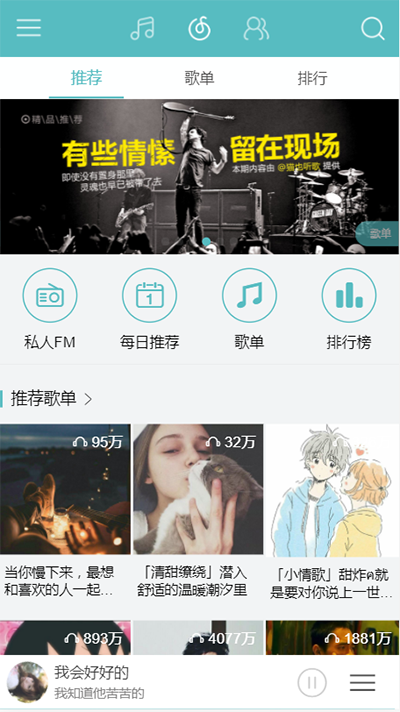 推荐
歌单
排行
精\品\推\荐
有些情愫
留在现场
即使没有置身部里
灵魂也早已被带了去
本期内容由 @猫也听歌 提供
GREEN DAY
歌单
1
私人FM
每日推荐
歌单
排行榜
推荐歌单
95万
32万
当你慢下来，最想
和喜欢的人一起...
「清甜缭绕」潜入
舒适的温暖潮汐里
「小情歌」甜炸ด就
是要对你说上一世...
893万
4077万
1881万
我会好好的
我知道他苦苦的